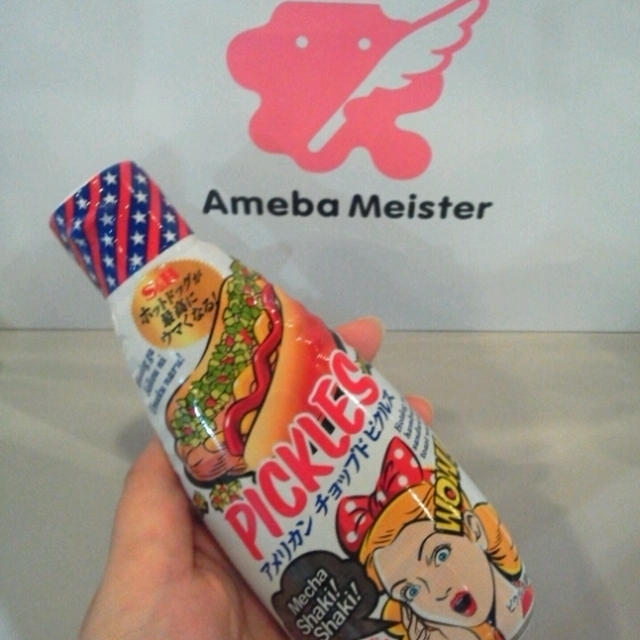 Ameba Meister
S&B
ホットドッグが
最高に
ウマくなる!
PICKLES
アメリカン チョップド ピクルス
WOW
Mecha
Shaki!
Shaki!